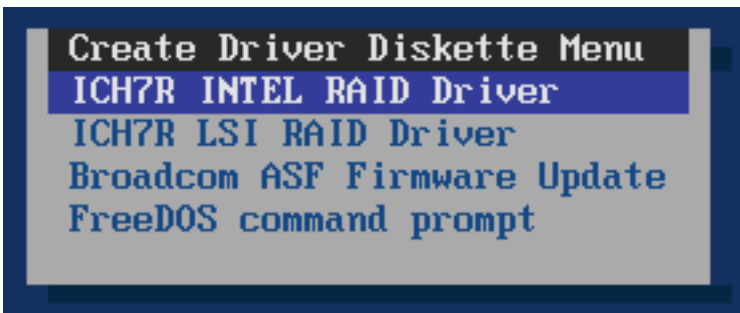 Create Driver Diskette Menu
ICH7R INTEL RAID Driver
ICH7R LSI RAID Driver
Broadcom ASF Firmware Update
FreeDOS command prompt